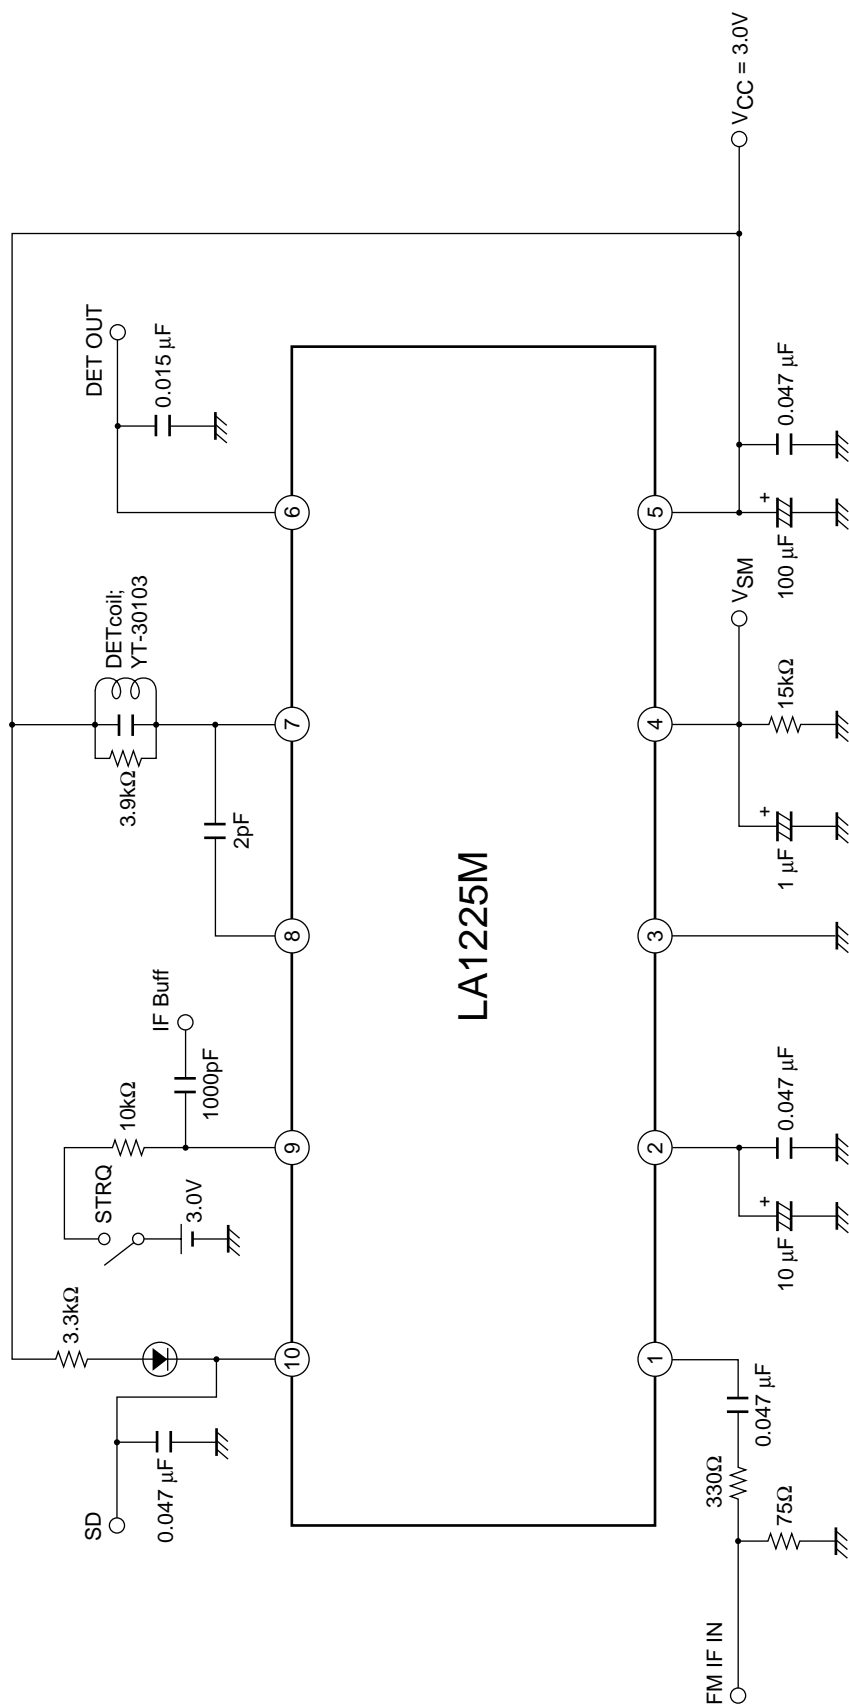 SD
0.047 µF
3.3kΩ
STRQ
3.0V
10kΩ
IF Buff
1000pF
2pF
3.9kΩ
DETcoil;
YT-30103
DET OUT
0.015 µF
10
9
8
7
6
LA1225M
1
2
3
4
5
FM IF IN
75Ω
330Ω
0.047 µF
10 µF
+
0.047 µF
1 µF
+
15kΩ
VSM
100 µF
+
0.047 µF
VCC = 3.0V